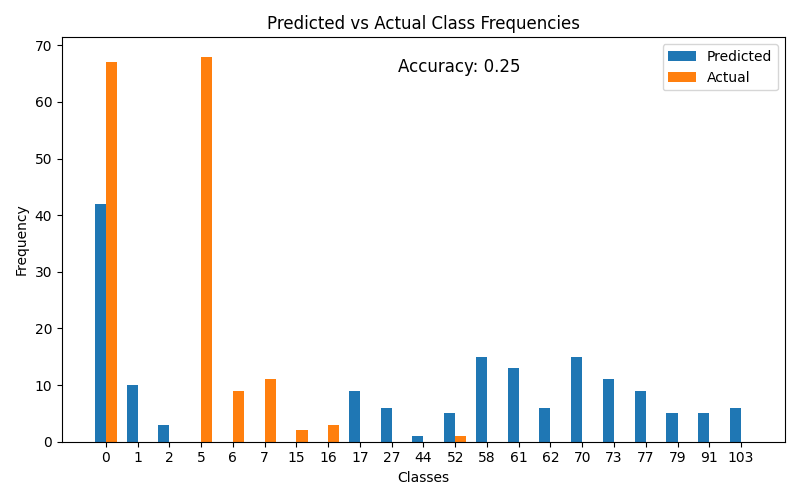 Predicted vs Actual Class Frequencies
70
60
50
40
30
20
10
0
Frequency
Accuracy: 0.25
Predicted
Actual
0 1 2 5 6 7 15 16 17 27 44 52 58 61 62 70 73 77 79 91 103
Classes